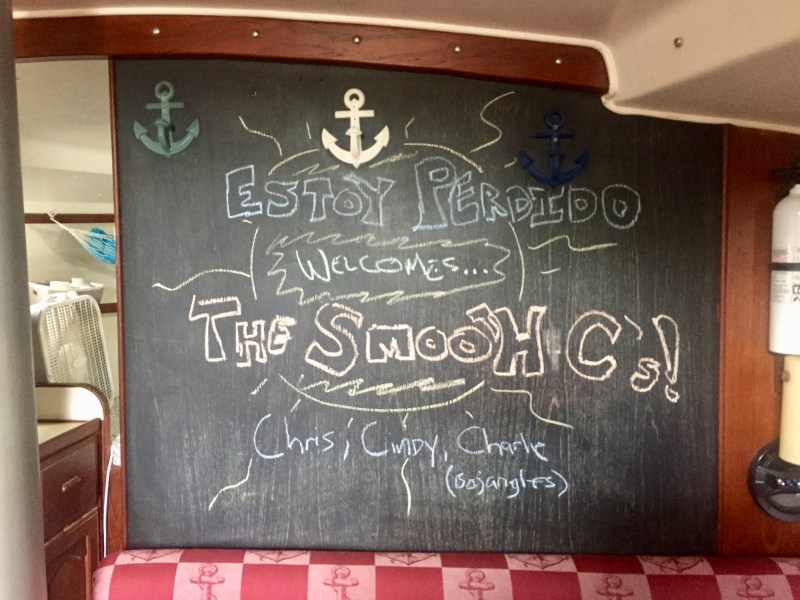 ESTOY PERDIDO
WELCOMES...
THE SMOOTH C's!
Chris, Cindy, Charlie
(Bojangles)